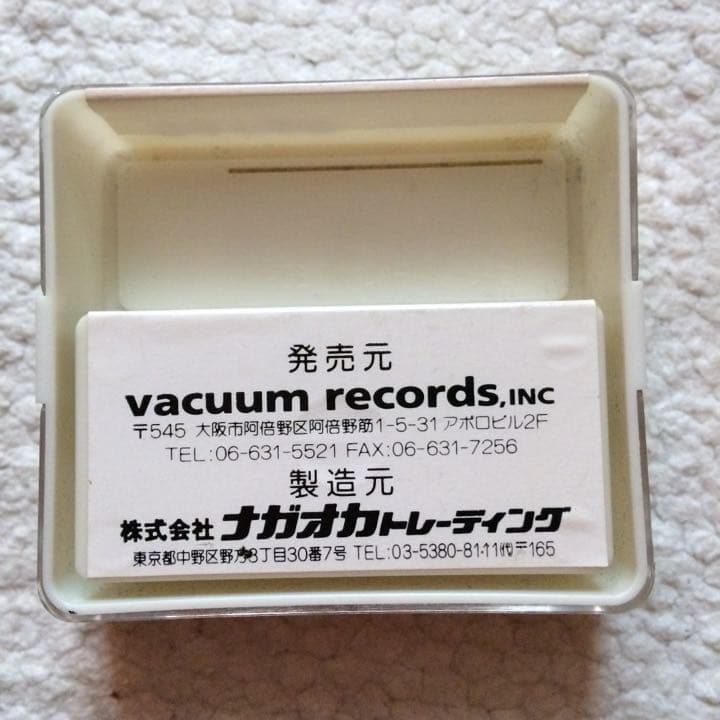 発売元
vacuum records,INC
〒545 大阪市阿倍野区阿倍野筋1-5-31アポロビル2F
TEL:06-631-5521 FAX:06-631-7256
製造元
株式会社 ナガオカトレーディング
東京都中野区野方3丁目30番7号 TEL:03-5380-8111㈹〒165